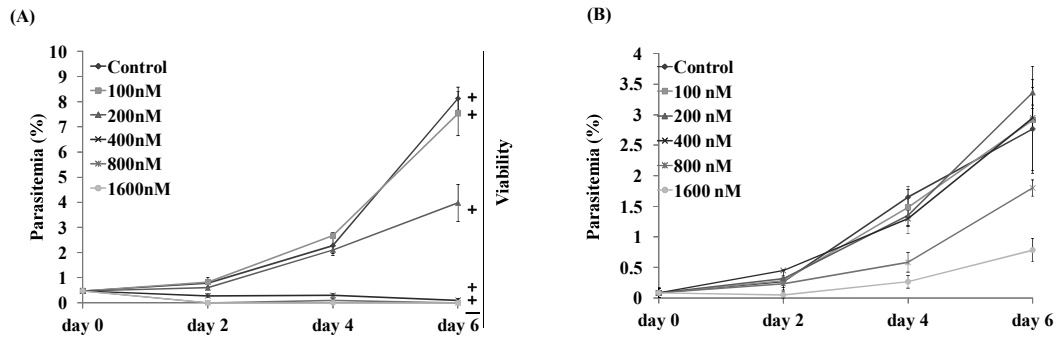 (A)
Parasitemia (%)
10
9
8
7
6
5
4
3
2
1
0
Control
100nM
200nM
400nM
800nM
1600nM
+
+
+
+
+
–
Viability
day 0
day 2
day 4
day 6
(B)
Parasitemia (%)
4
3.5
3
2.5
2
1.5
1
0.5
0
Control
100 nM
200 nM
400 nM
800 nM
1600 nM
day 0
day 2
day 4
day 6